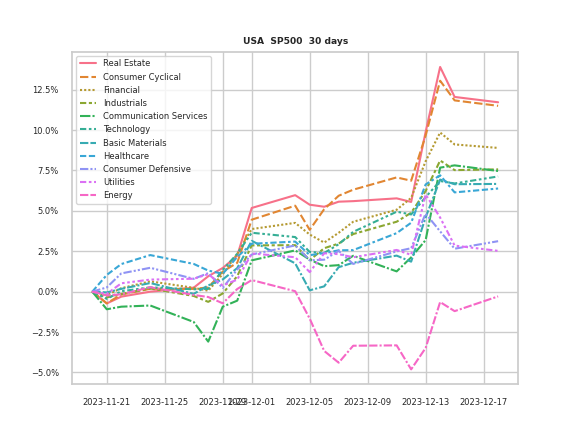 USA SP500 30 days
Real Estate
Consumer Cyclical
Financial
Industrials
Communication Services
Technology
Basic Materials
Healthcare
Consumer Defensive
Utilities
Energy
12.5%
10.0%
7.5%
5.0%
2.5%
0.0%
−2.5%
−5.0%
2023-11-21 2023-11-25 2023-11-29 2023-12-01 2023-12-05 2023-12-09 2023-12-13 2023-12-17